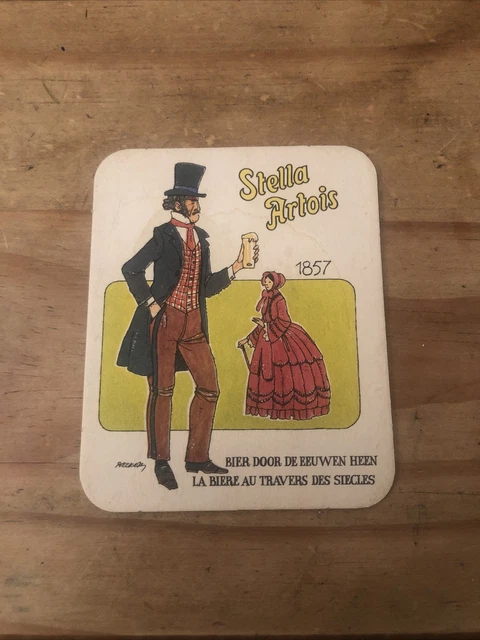 Stella
Artois
1857
BIER DOOR DE EEUWEN HEEN
LA BIERE AU TRAVERS DES SIECLES